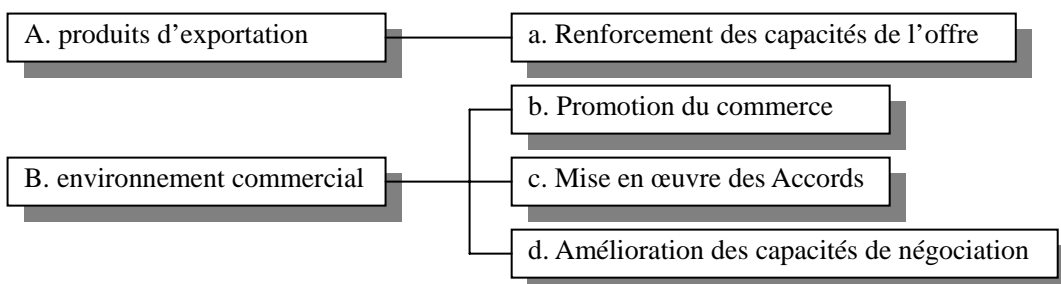 A. produits d’exportation
a. Renforcement des capacités de l’offre
b. Promotion du commerce
B. environnement commercial
c. Mise en œuvre des Accords
d. Amélioration des capacités de négociation